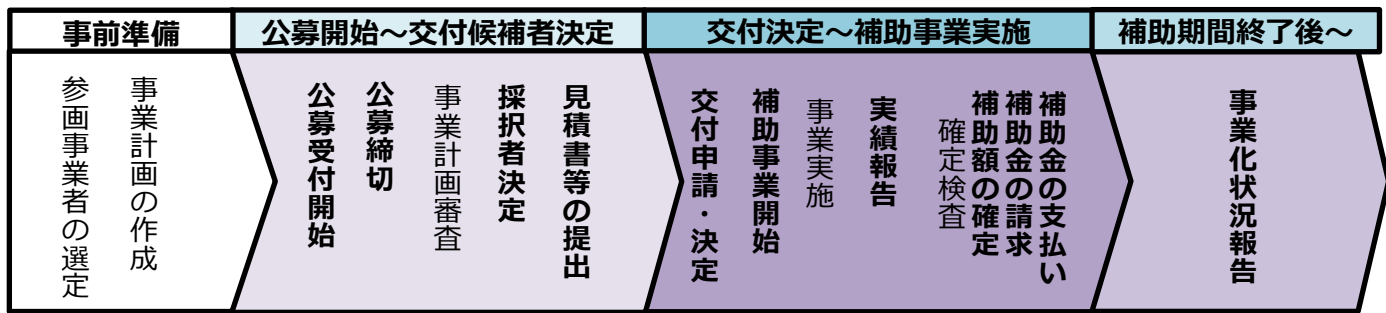 事前準備
公募開始～交付候補者決定
交付決定～補助事業実施
補助期間終了後～
参画事業者の選定
事業計画の作成
公募受付開始
公募締切
事業計画審査
採択者決定
見積書等の提出
交付申請・決定
補助事業開始
事業実施
実績報告
確定検査
補助額の確定
補助金の請求
補助金の支払い
事業化状況報告